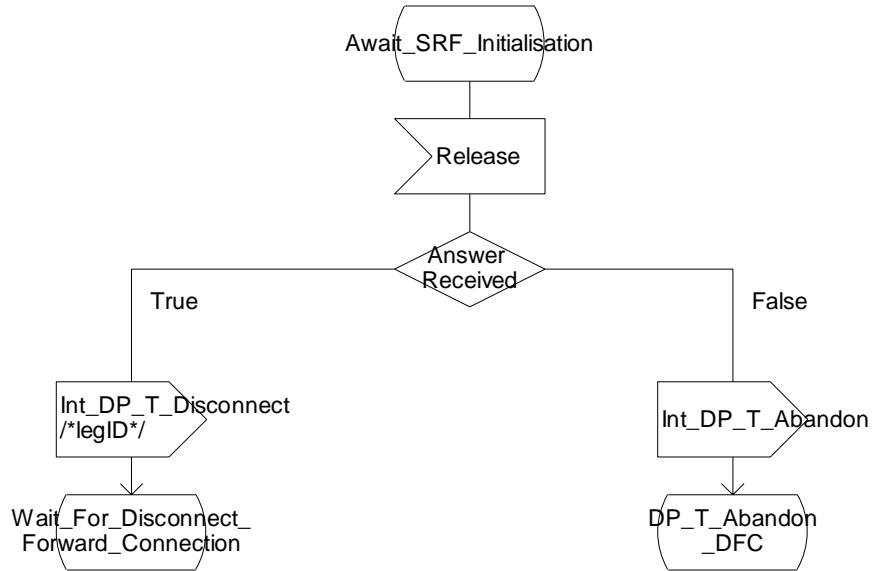 Await_SRF_Initialisation
Release
Answer
Received
True
False
Int_DP_T_Disconnect
/*legID*/
Int_DP_T_Abandon
Wait_For_Disconnect_
Forward_Connection
DP_T_Abandon
_DFC